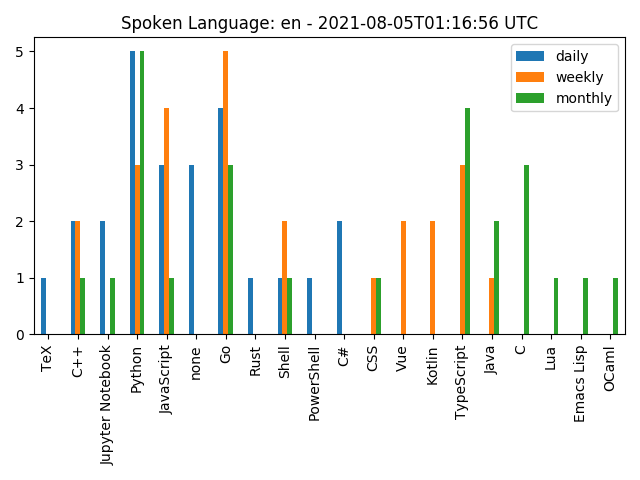 Spoken Language: en - 2021-08-05T01:16:56 UTC
daily
weekly
monthly
5
4
3
2
1
0
TeX
C++
Jupyter Notebook
Python
JavaScript
none
Go
Rust
Shell
PowerShell
C#
CSS
Vue
Kotlin
TypeScript
Java
C
Lua
Emacs Lisp
OCaml